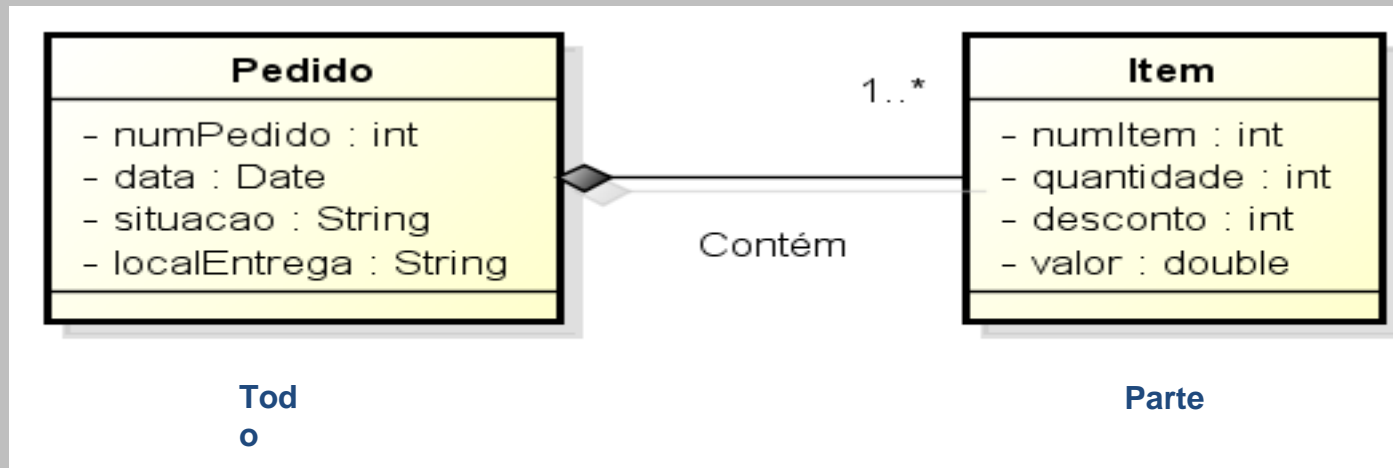 Pedido
- numPedido : int
- data : Date
- situacao : String
- localEntrega : String
1..*
Contém
Item
- numItem : int
- quantidade : int
- desconto : int
- valor : double
Tod
o
Parte